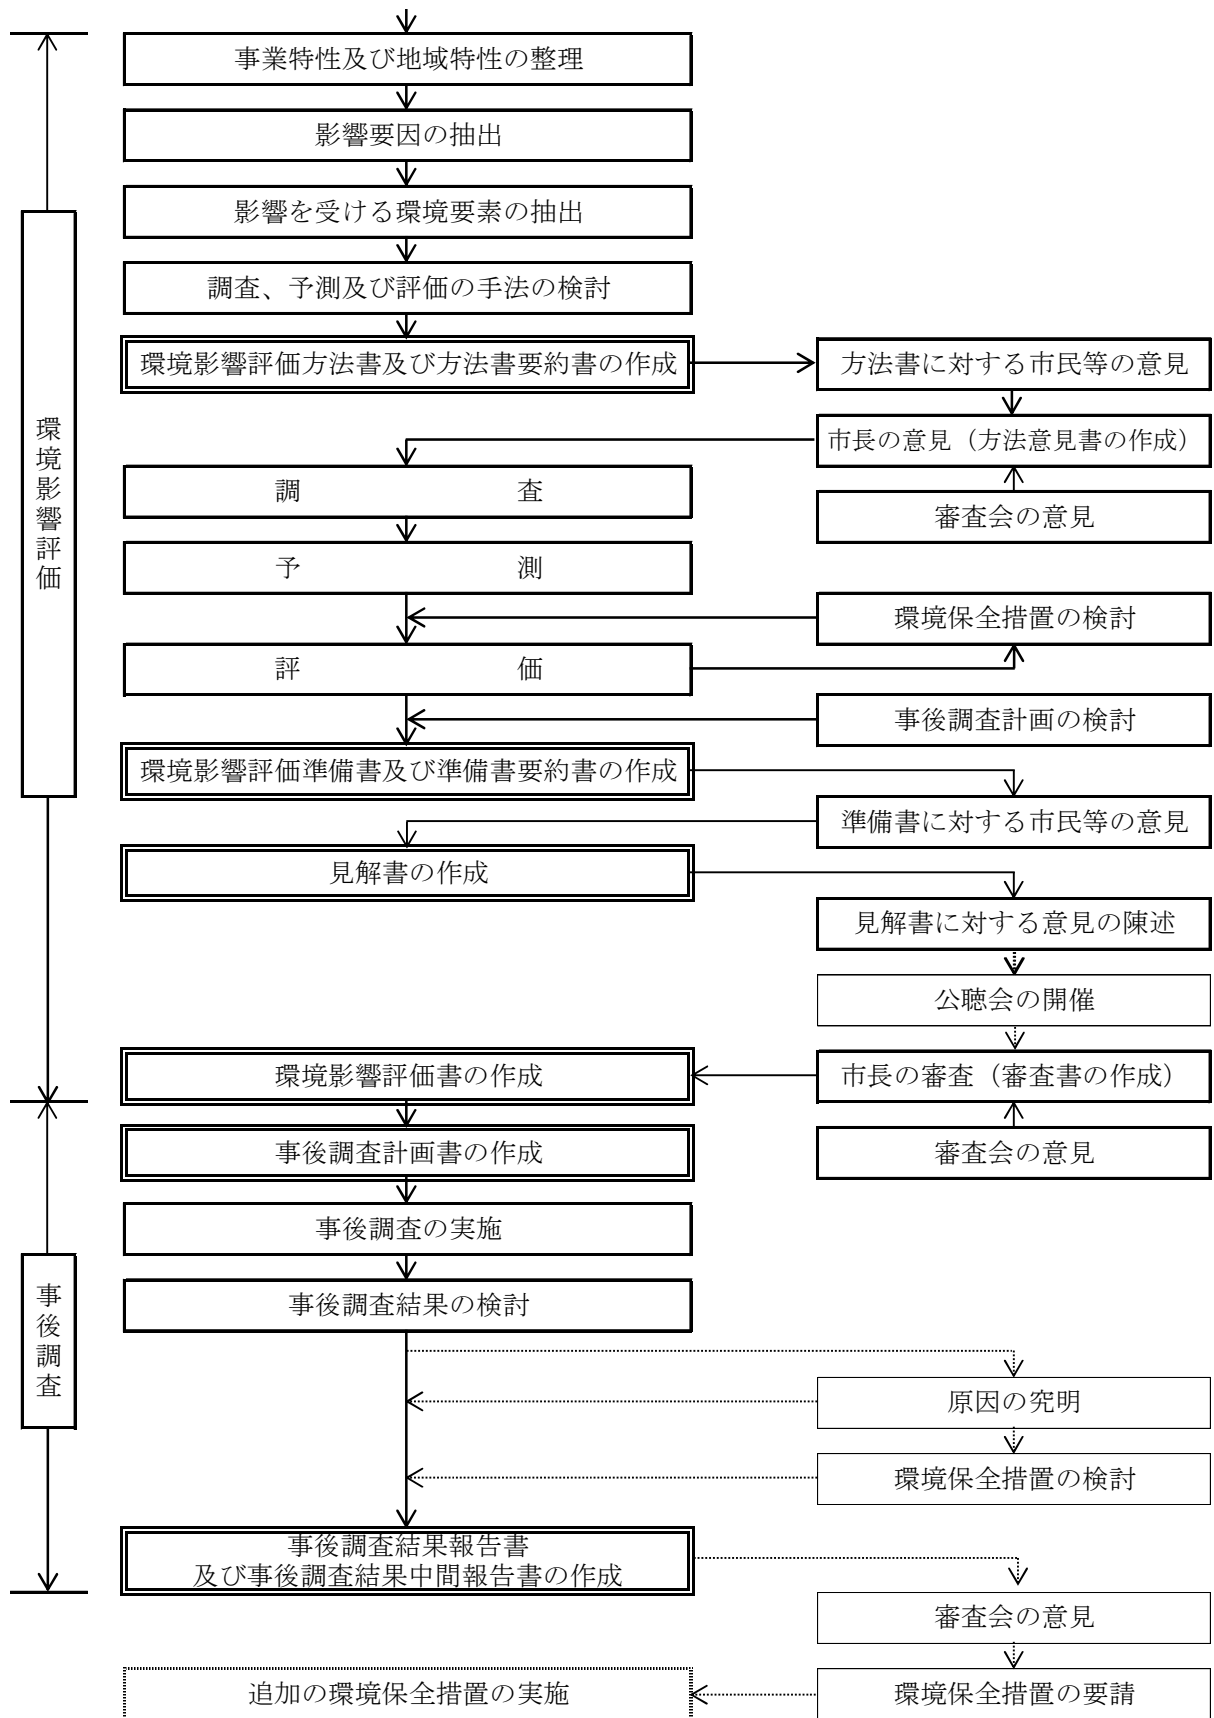 事業特性及び地域特性の整理
影響要因の抽出
影響を受ける環境要素の抽出
調査、予測及び評価の手法の検討
環境影響評価方法書及び方法書要約書の作成
方法書に対する市民等の意見
市長の意見（方法意見書の作成）
審査会の意見
環境影響評価
調　査
予　測
環境保全措置の検討
評　価
事後調査計画の検討
環境影響評価準備書及び準備書要約書の作成
準備書に対する市民等の意見
見解書の作成
見解書に対する意見の陳述
公聴会の開催
環境影響評価書の作成
市長の審査（審査書の作成）
審査会の意見
事後調査計画書の作成
事後調査の実施
事後調査結果の検討
事後調査
原因の究明
環境保全措置の検討
事後調査結果報告書
及び事後調査結果中間報告書の作成
審査会の意見
追加の環境保全措置の実施
環境保全措置の要請